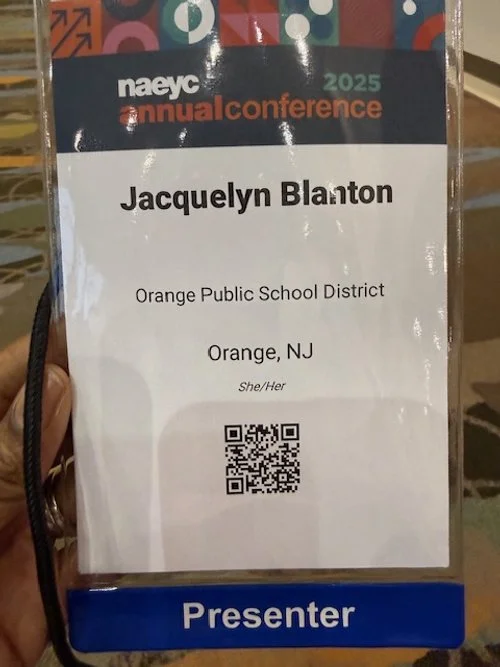 naeyc 2025
annualconference
Jacquelyn Blanton
Orange Public School District
Orange, NJ
She/Her
Presenter